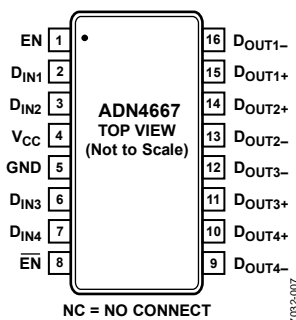 EN 1
DIN1 2
DIN2 3
VCC 4
GND 5
DIN3 6
DIN4 7
E̅N̅ 8
ADN4667
TOP VIEW
(Not to Scale)
16 DOUT1–
15 DOUT1+
14 DOUT2+
13 DOUT2–
12 DOUT3–
11 DOUT3+
10 DOUT4+
9 DOUT4–
NC = NO CONNECT